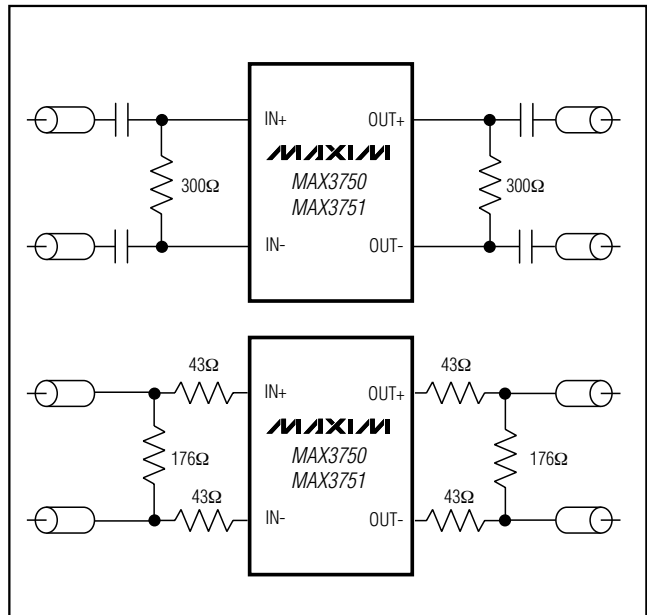 IN+ OUT+
MAXIM
300Ω MAX3750 300Ω
MAX3751
IN- OUT-
43Ω 43Ω
IN+ OUT+
MAXIM
176Ω MAX3750 176Ω
MAX3751
43Ω 43Ω
IN- OUT-